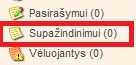 Pasirašymui (0)
Supažindinimui (0)
Vėluojantys (0)